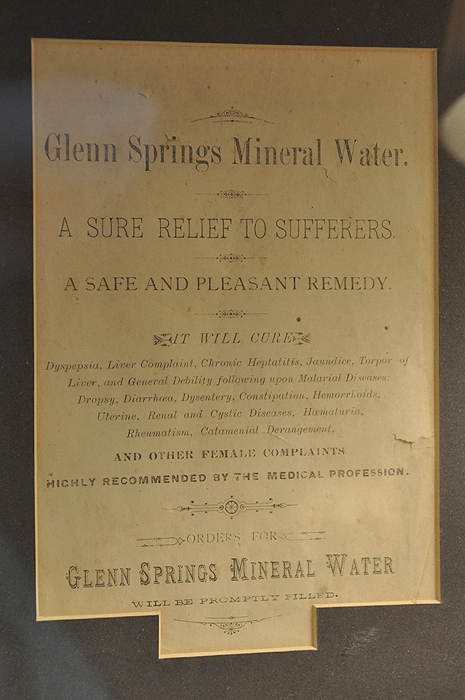 Glenn Springs Mineral Water.
A SURE RELIEF TO SUFFERERS.
A SAFE AND PLEASANT REMEDY.
IT WILL CURE
Dyspepsia, Liver Complaint, Chronic Heptatitis, Jaundice, Torpor of
Liver, and General Debility following upon Malarial Diseases;
Dropsy, Diarrhœa, Dysentery, Constipation, Hemorrhoids,
Uterine, Renal and Cystic Diseases, Hæmaturia,
Rheumatism, Catamenial Derangement,
AND OTHER FEMALE COMPLAINTS
HIGHLY RECOMMENDED BY THE MEDICAL PROFESSION.
ORDERS FOR
GLENN SPRINGS MINERAL WATER
WILL BE PROMPTLY FILLED.